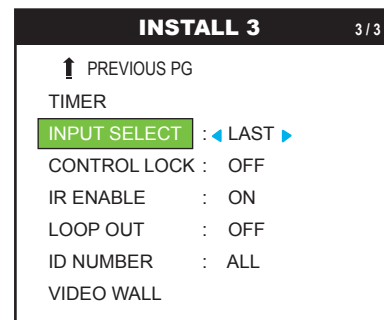 INSTALL 3 3/3
PREVIOUS PG
TIMER
INPUT SELECT : LAST
CONTROL LOCK : OFF
IR ENABLE : ON
LOOP OUT : OFF
ID NUMBER : ALL
VIDEO WALL